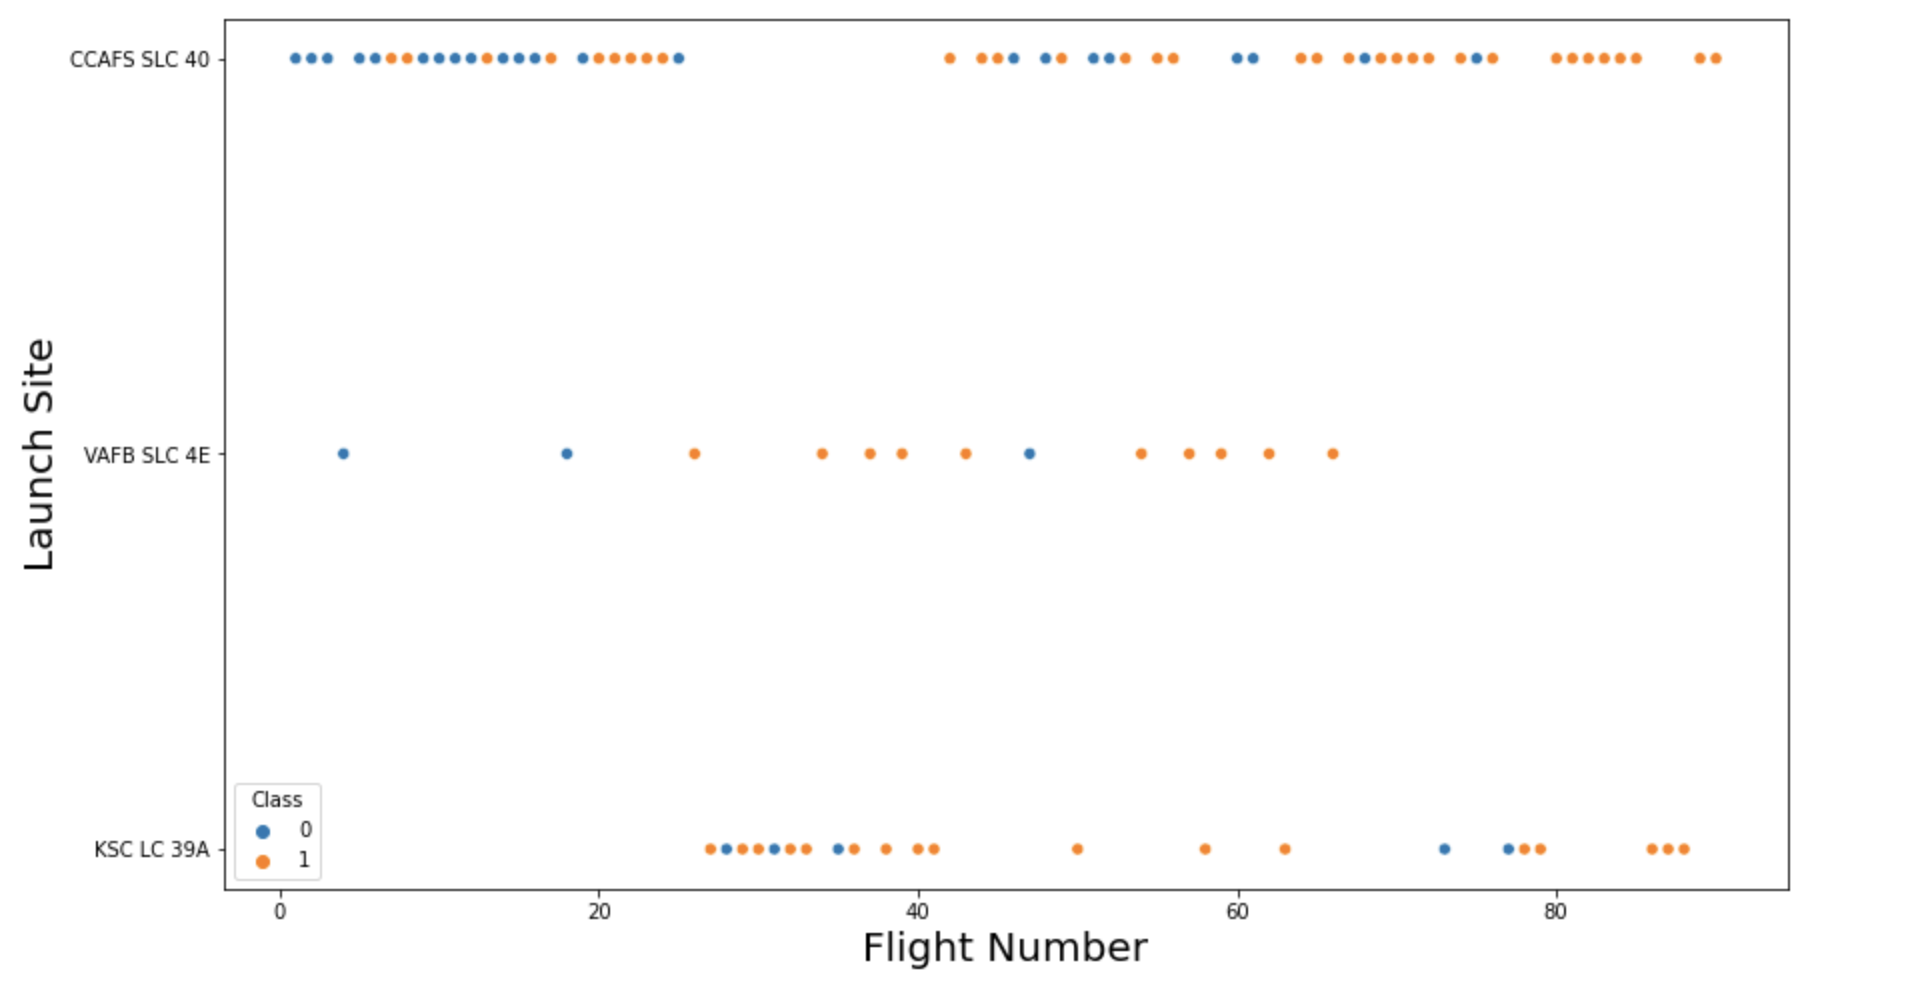 CCAFS SLC 40
VAFB SLC 4E
KSC LC 39A
Launch Site
Class
0
1
0 20 40 60 80
Flight Number